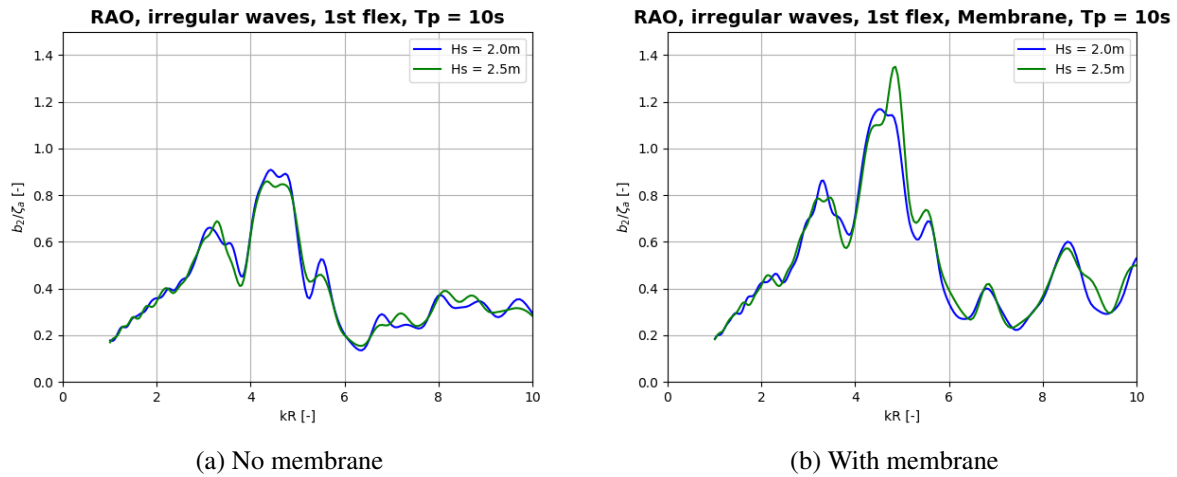 RAO, irregular waves, 1st flex, Tp = 10s
Hs = 2.0m
Hs = 2.5m
1.4
1.2
1.0
0.8
0.6
0.4
0.2
0.0
b₂/ζₐ [-]
0 2 4 6 8 10
kR [-]
(a) No membrane
RAO, irregular waves, 1st flex, Membrane, Tp = 10s
Hs = 2.0m
Hs = 2.5m
1.4
1.2
1.0
0.8
0.6
0.4
0.2
0.0
b₂/ζₐ [-]
0 2 4 6 8 10
kR [-]
(b) With membrane